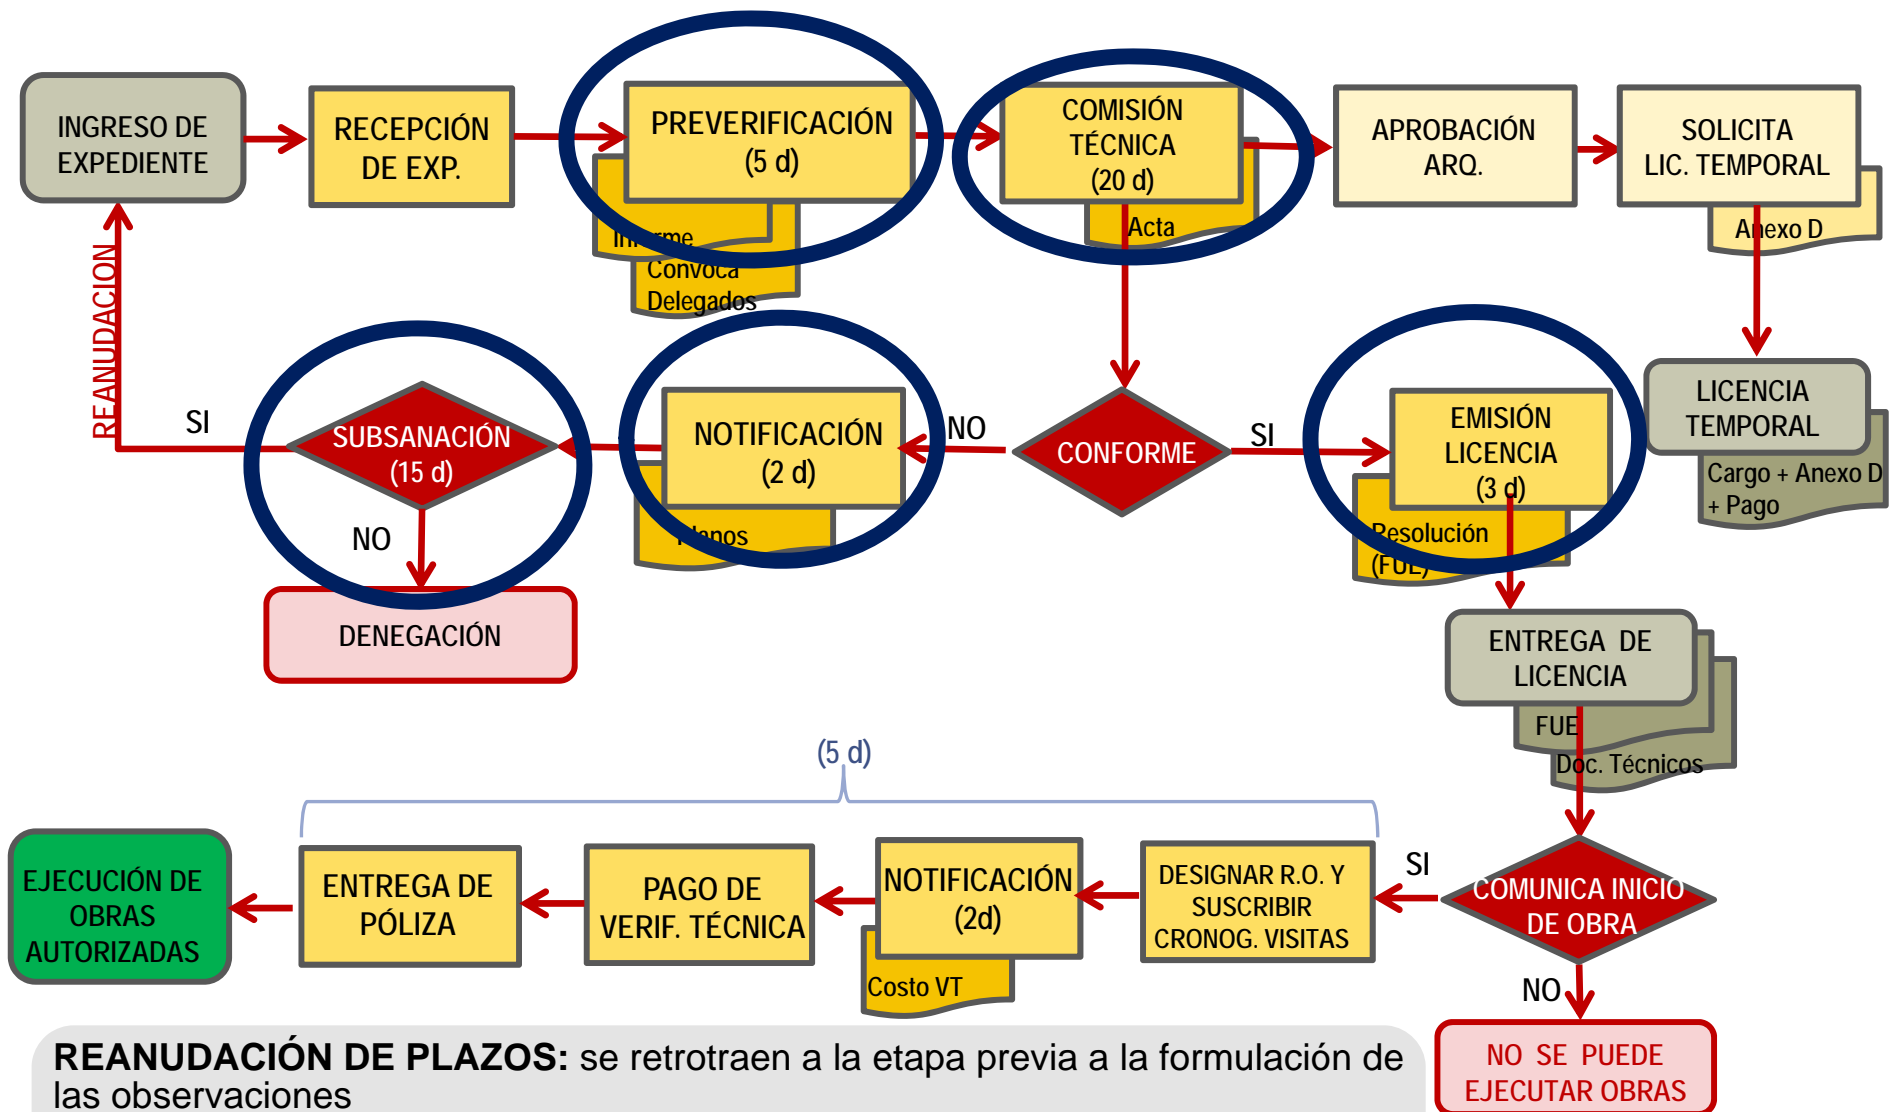 INGRESO DE
EXPEDIENTE
RECEPCIÓN
DE EXP.
PREVERIFICACIÓN
(5 d)
Informe
Convoca
Delegados
COMISIÓN
TÉCNICA
(20 d)
Acta
APROBACIÓN
ARQ.
SOLICITA
LIC. TEMPORAL
Anexo D
REANUDACION
SI
SUBSANACIÓN
(15 d)
NO
DENEGACIÓN
NOTIFICACIÓN
(2 d)
Planos
NO
CONFORME
SI
EMISIÓN
LICENCIA
(3 d)
Resolución
(FUE)
LICENCIA
TEMPORAL
Cargo + Anexo D
+ Pago
ENTREGA DE
LICENCIA
FUE
Doc. Técnicos
(5 d)
EJECUCIÓN DE
OBRAS
AUTORIZADAS
ENTREGA DE
PÓLIZA
PAGO DE
VERIF. TÉCNICA
NOTIFICACIÓN
(2d)
Costo VT
DESIGNAR R.O. Y
SUSCRIBIR
CRONOG. VISITAS
SI
COMUNICA INICIO
DE OBRA
NO
NO SE PUEDE
EJECUTAR OBRAS
REANUDACIÓN DE PLAZOS: se retrotraen a la etapa previa a la formulación de
las observaciones